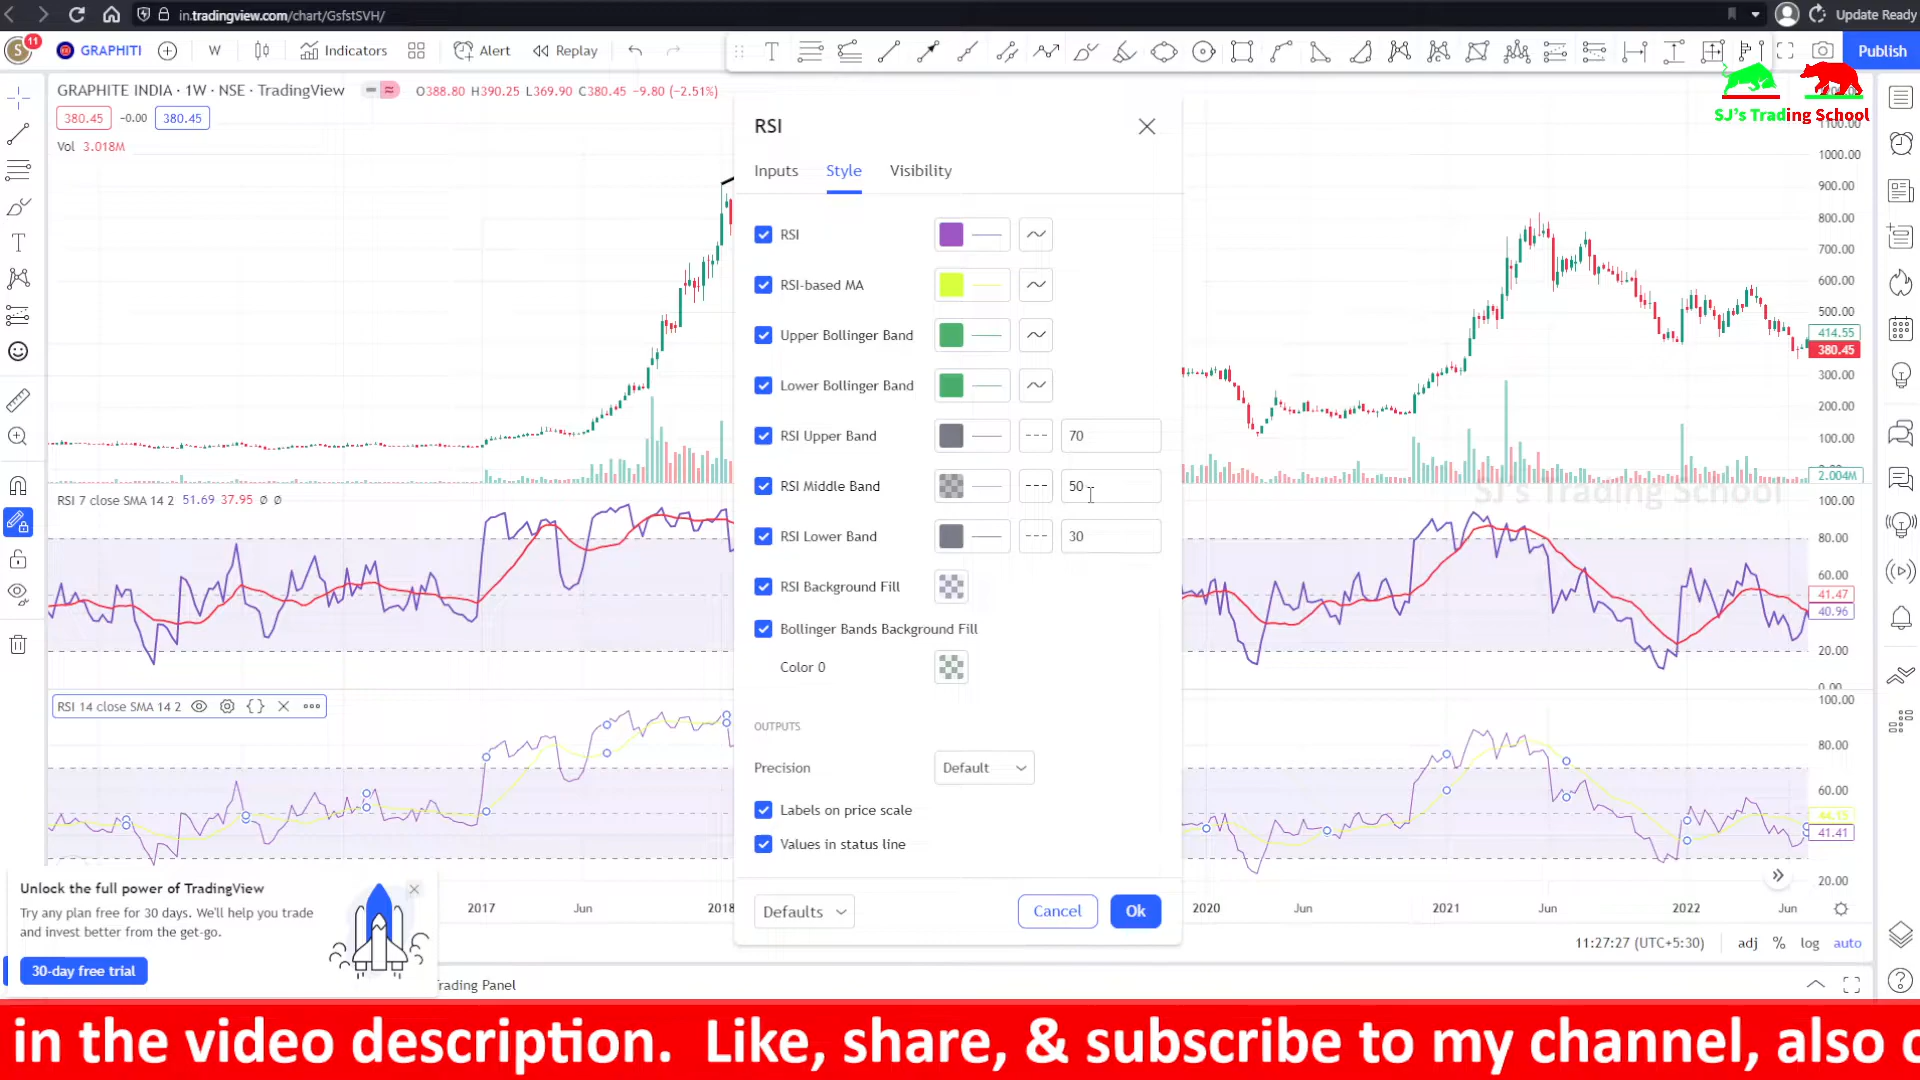 in.tradingview.com/chart/GsfstSVH/
Update Ready
S
11
GRAPHITI
W
Indicators
Alert
Replay
Publish
GRAPHITE INDIA · 1W · NSE · TradingView
O388.80 H390.25 L369.90 C380.45 −9.80 (−2.51%)
380.45
-0.00
380.45
Vol 3.018M
SJ's Trading School
RSI
Inputs
Style
Visibility
RSI
RSI-based MA
Upper Bollinger Band
Lower Bollinger Band
RSI Upper Band
70
RSI Middle Band
50
RSI Lower Band
30
RSI Background Fill
Bollinger Bands Background Fill
Color 0
OUTPUTS
Precision
Default
Labels on price scale
Values in status line
Defaults
Cancel
Ok
1000.00
900.00
800.00
700.00
600.00
500.00
414.55
380.45
300.00
200.00
100.00
2.004M
RSI 7 close SMA 14 2 51.69 37.95 ∅ ∅
SJ's Trading School
100.00
80.00
60.00
41.47
40.96
20.00
0.00
RSI 14 close SMA 14 2
100.00
80.00
60.00
44.15
41.41
20.00
2017
Jun
2018
2020
Jun
2021
Jun
2022
Jun
Unlock the full power of TradingView
Try any plan free for 30 days. We'll help you trade
and invest better from the get-go.
30-day free trial
11:27:27 (UTC+5:30)
adj
%
log
auto
rading Panel
in the video description. Like, share, & subscribe to my channel, also